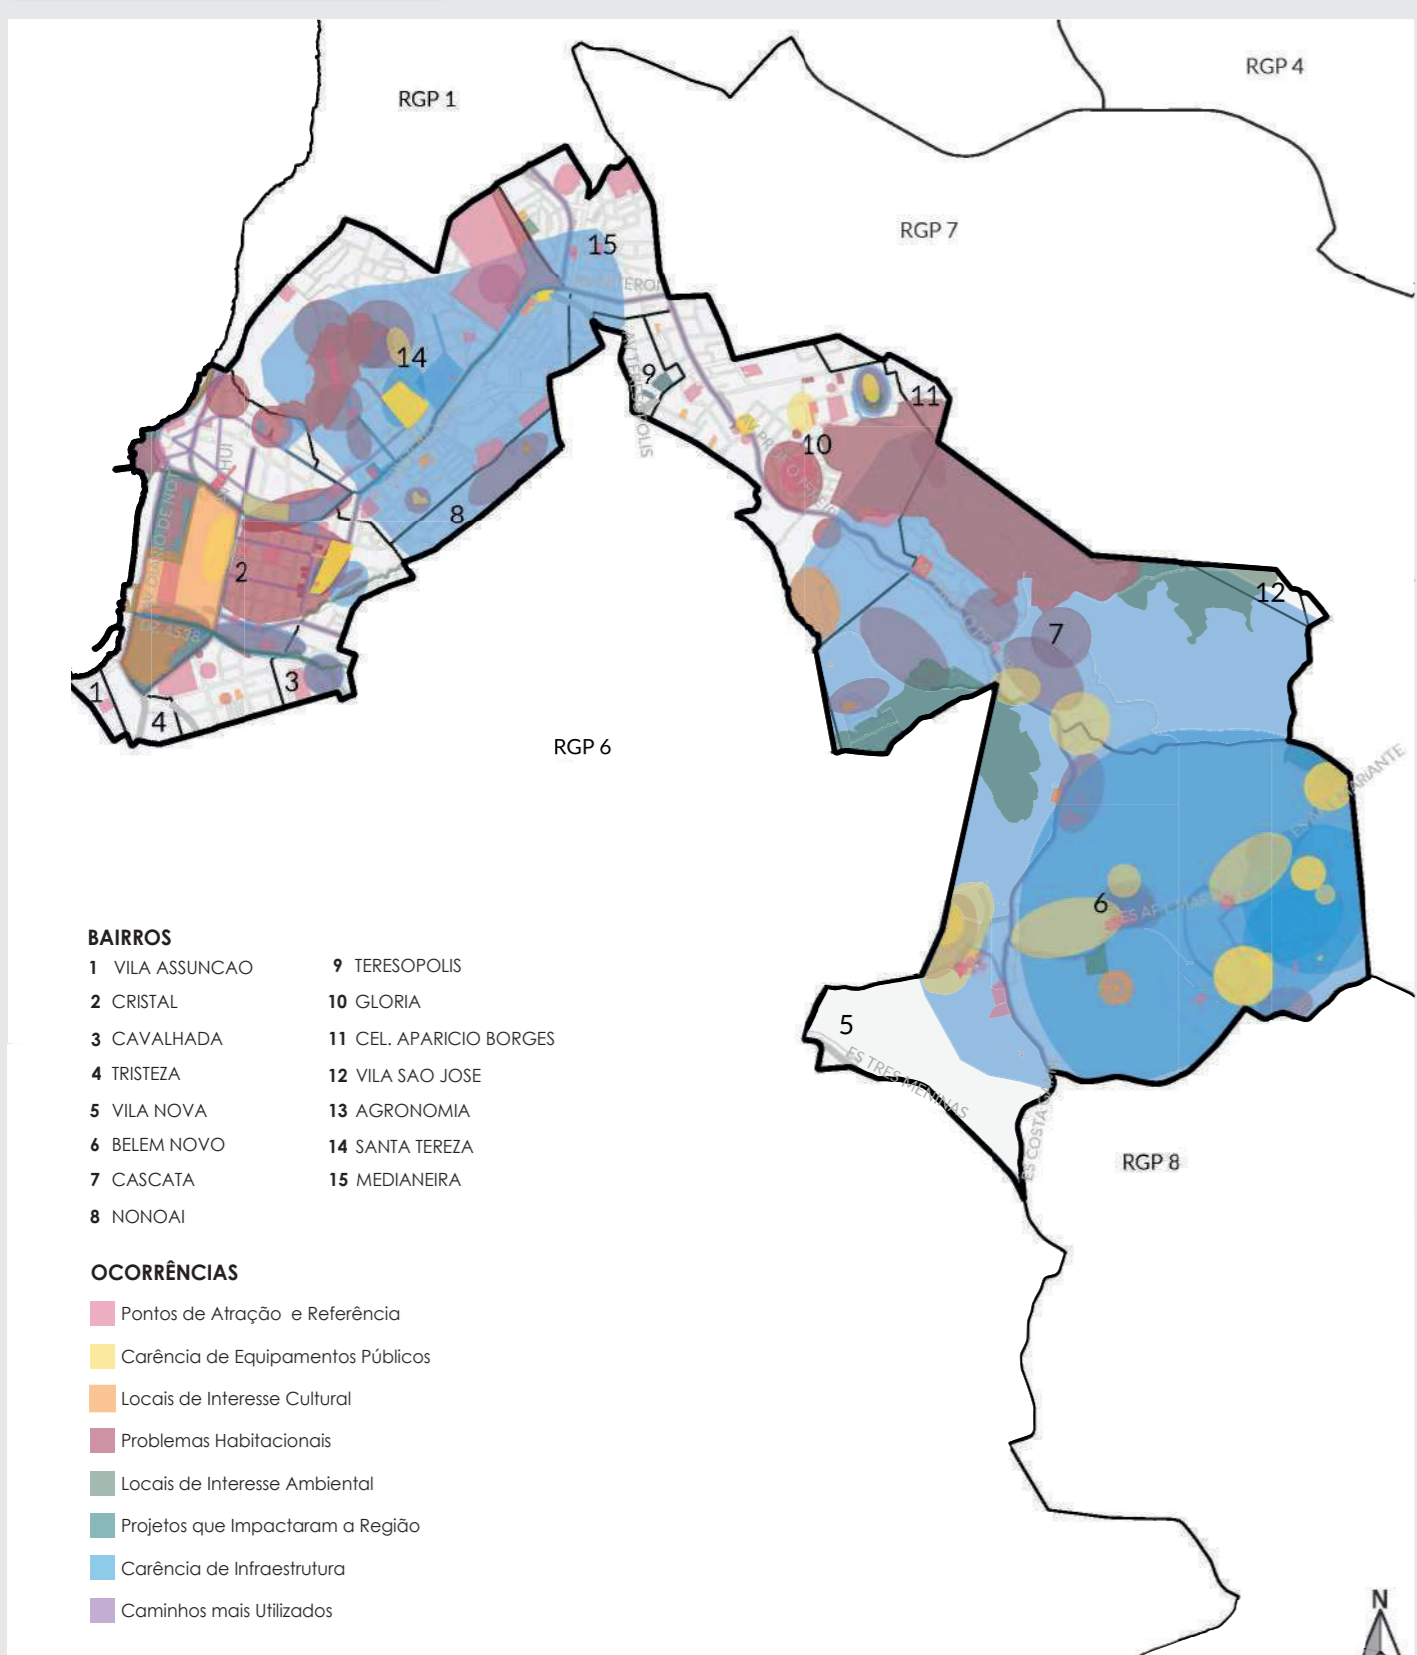 RGP 4
RGP 1
RGP 7
15
9
14
11
10
8
2
12
7
3
1
4
RGP 6
6
5
ES TRES MENINAS
RGP 8
BAIRROS
1 VILA ASSUNCAO
2 CRISTAL
3 CAVALHADA
4 TRISTEZA
5 VILA NOVA
6 BELEM NOVO
7 CASCATA
8 NONOAI
9 TERESOPOLIS
10 GLORIA
11 CEL. APARICIO BORGES
12 VILA SAO JOSE
13 AGRONOMIA
14 SANTA TEREZA
15 MEDIANEIRA
OCORRÊNCIAS
Pontos de Atração e Referência
Carência de Equipamentos Públicos
Locais de Interesse Cultural
Problemas Habitacionais
Locais de Interesse Ambiental
Projetos que Impactaram a Região
Carência de Infraestrutura
Caminhos mais Utilizados
N